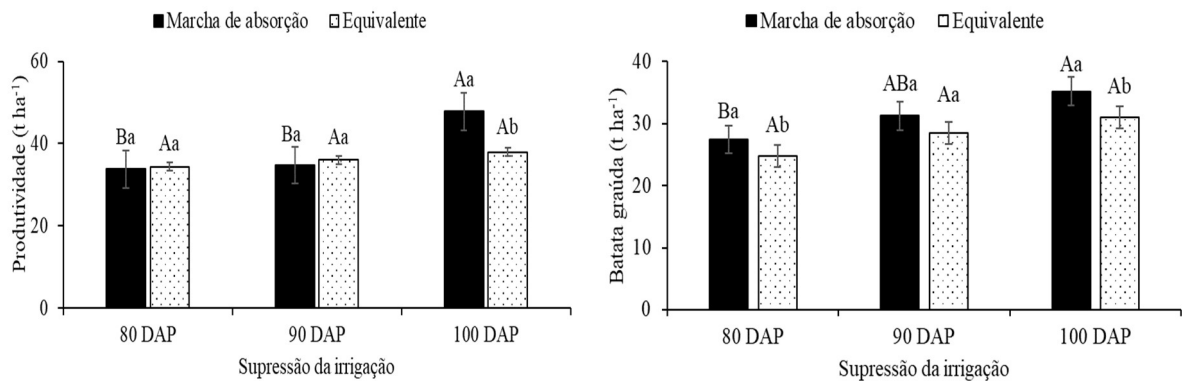 Marcha de absorção Equivalente
Produtividade (t ha⁻¹)
60
40
20
0
Ba Aa
Ba Aa
Aa
Ab
80 DAP 90 DAP 100 DAP
Supressão da irrigação
Marcha de absorção Equivalente
Batata graúda (t ha⁻¹)
40
30
20
10
0
Ba Ab
ABa Aa
Aa Ab
80 DAP 90 DAP 100 DAP
Supressão da irrigação